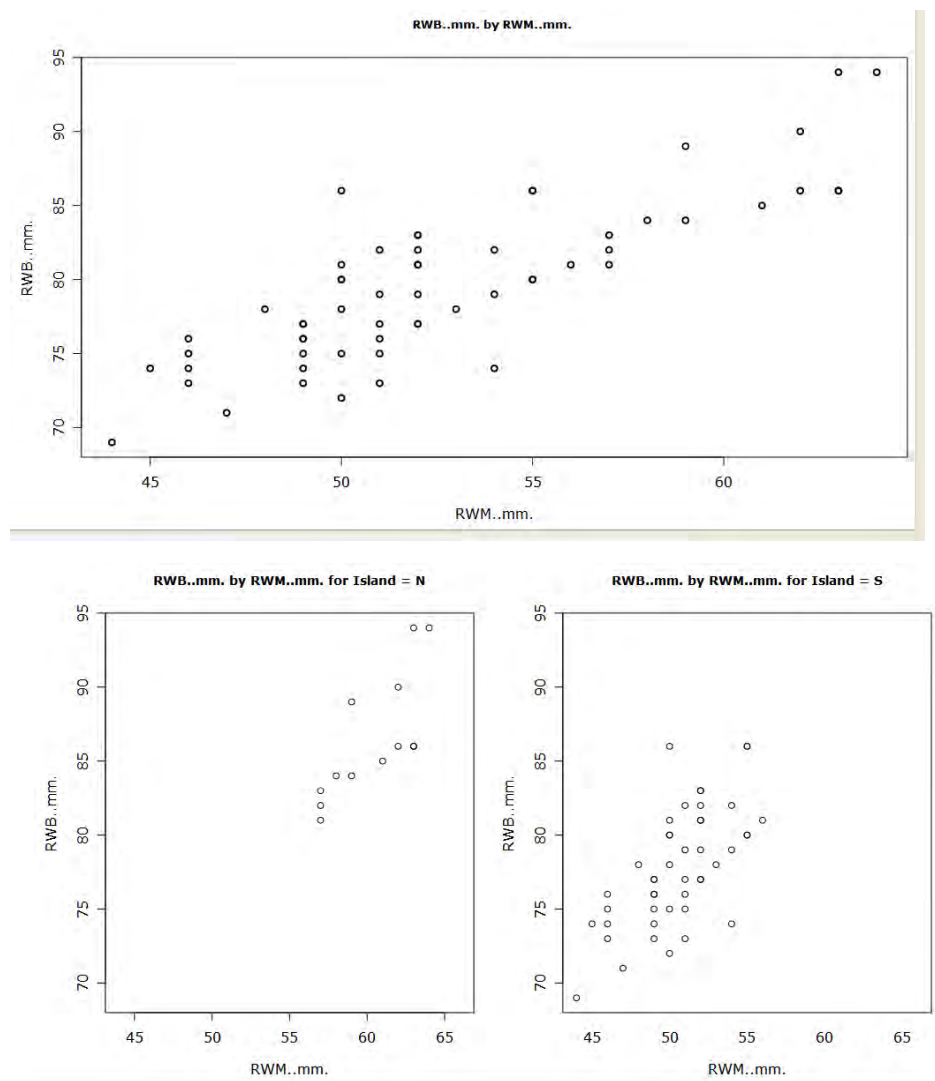 RWB..mm. by RWM..mm.
95
90
85
80
75
70
RWB..mm.
45 50 55 60
RWM..mm.
RWB..mm. by RWM..mm. for Island = N
95
90
85
80
75
70
RWB..mm.
45 50 55 60 65
RWM..mm.
RWB..mm. by RWM..mm. for Island = S
95
90
85
80
75
70
RWB..mm.
45 50 55 60 65
RWM..mm.